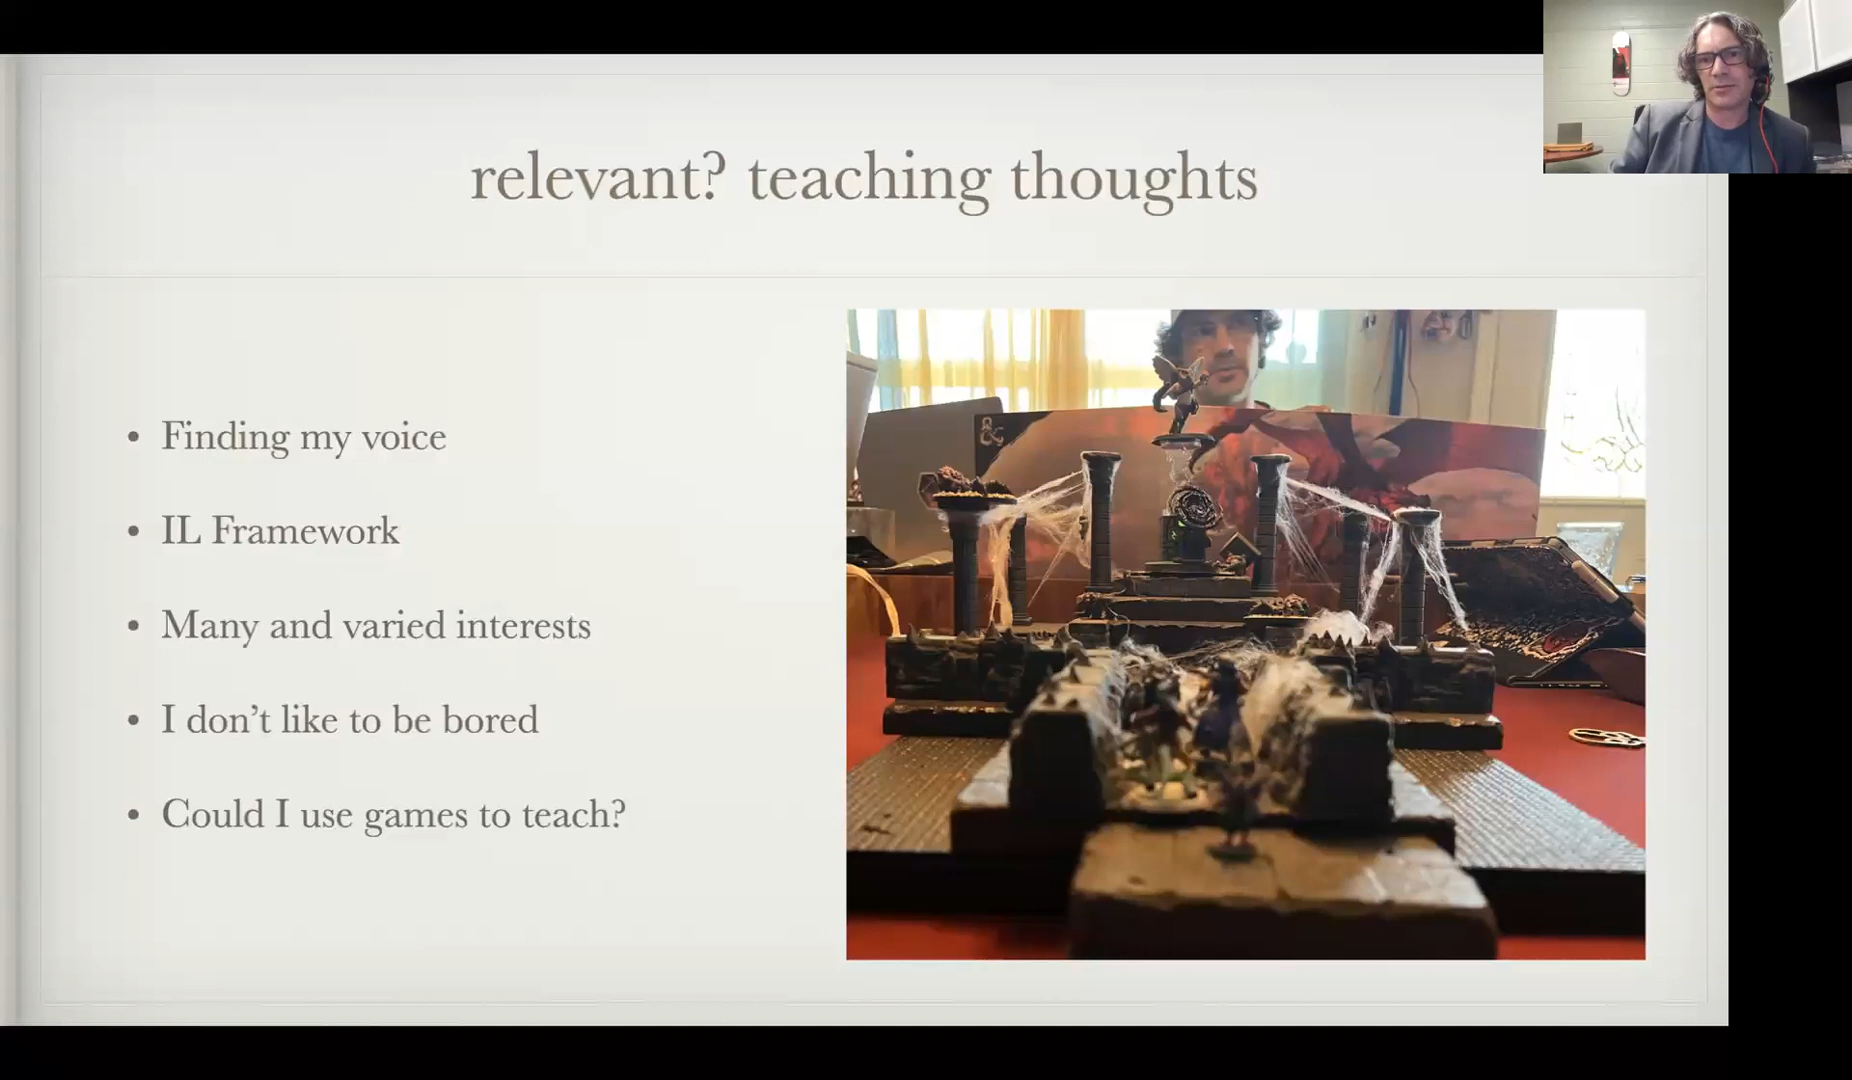 relevant? teaching thoughts
• Finding my voice
• IL Framework
• Many and varied interests
• I don’t like to be bored
• Could I use games to teach?